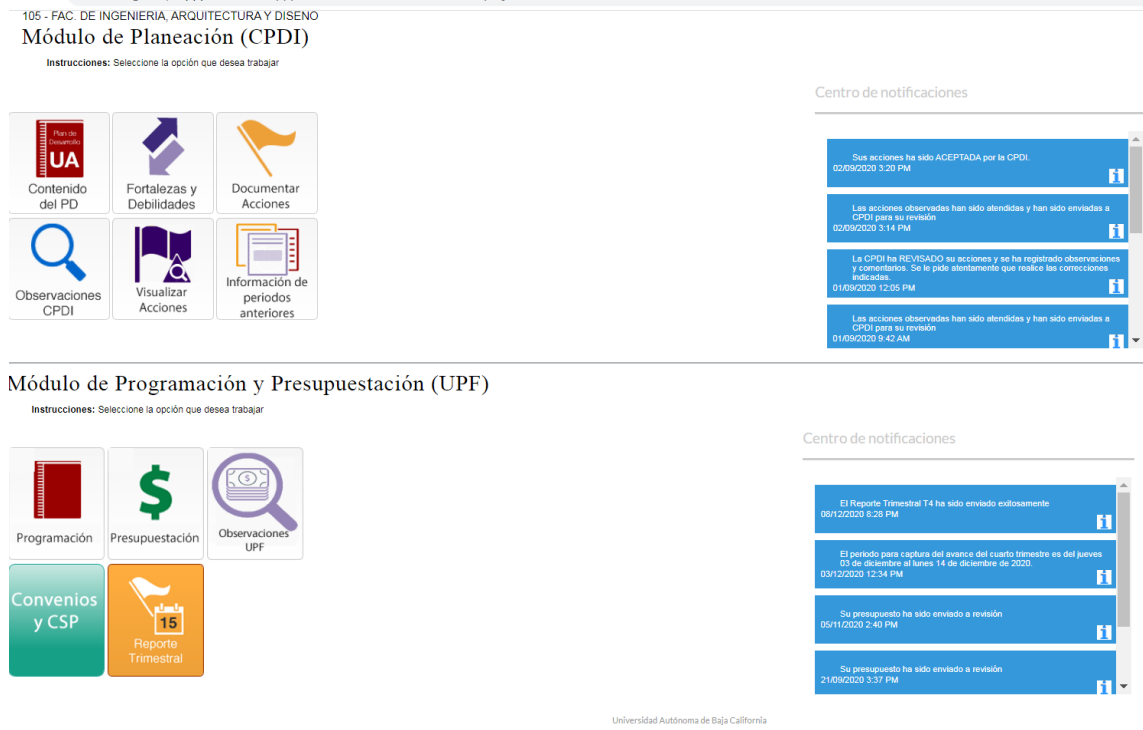 105 - FAC. DE INGENIERIA, ARQUITECTURA Y DISENO
Módulo de Planeación (CPDI)
Instrucciones: Seleccione la opción que desea trabajar
Centro de notificaciones
Plan de
Desarrollo
UA
Contenido
del PD
Fortalezas y
Debilidades
Documentar
Acciones
Observaciones
CPDI
Visualizar
Acciones
Información de
periodos
anteriores
Sus acciones ha sido ACEPTADA por la CPDI.
02/09/2020 3:20 PM
Las acciones observadas han sido atendidas y han sido enviadas a
CPDI para su revisión
02/09/2020 3:14 PM
La CPDI ha REVISADO su acciones y se ha registrado observaciones
y comentarios. Se le pide atentamente que realice las correcciones
indicadas.
01/09/2020 12:05 PM
Las acciones observadas han sido atendidas y han sido enviadas a
CPDI para su revisión
01/09/2020 9:42 AM
Módulo de Programación y Presupuestación (UPF)
Instrucciones: Seleccione la opción que desea trabajar
Centro de notificaciones
Programación
$
Presupuestación
$
Observaciones
UPF
Convenios
y CSP
15
Reporte
Trimestral
El Reporte Trimestral T4 ha sido enviado exitosamente
08/12/2020 8:28 PM
El periodo para captura del avance del cuarto trimestre es del jueves
03 de diciembre al lunes 14 de diciembre de 2020.
03/12/2020 12:34 PM
Su presupuesto ha sido enviado a revisión
05/11/2020 2:40 PM
Su presupuesto ha sido enviado a revisión
21/09/2020 3:37 PM
Universidad Autónoma de Baja California